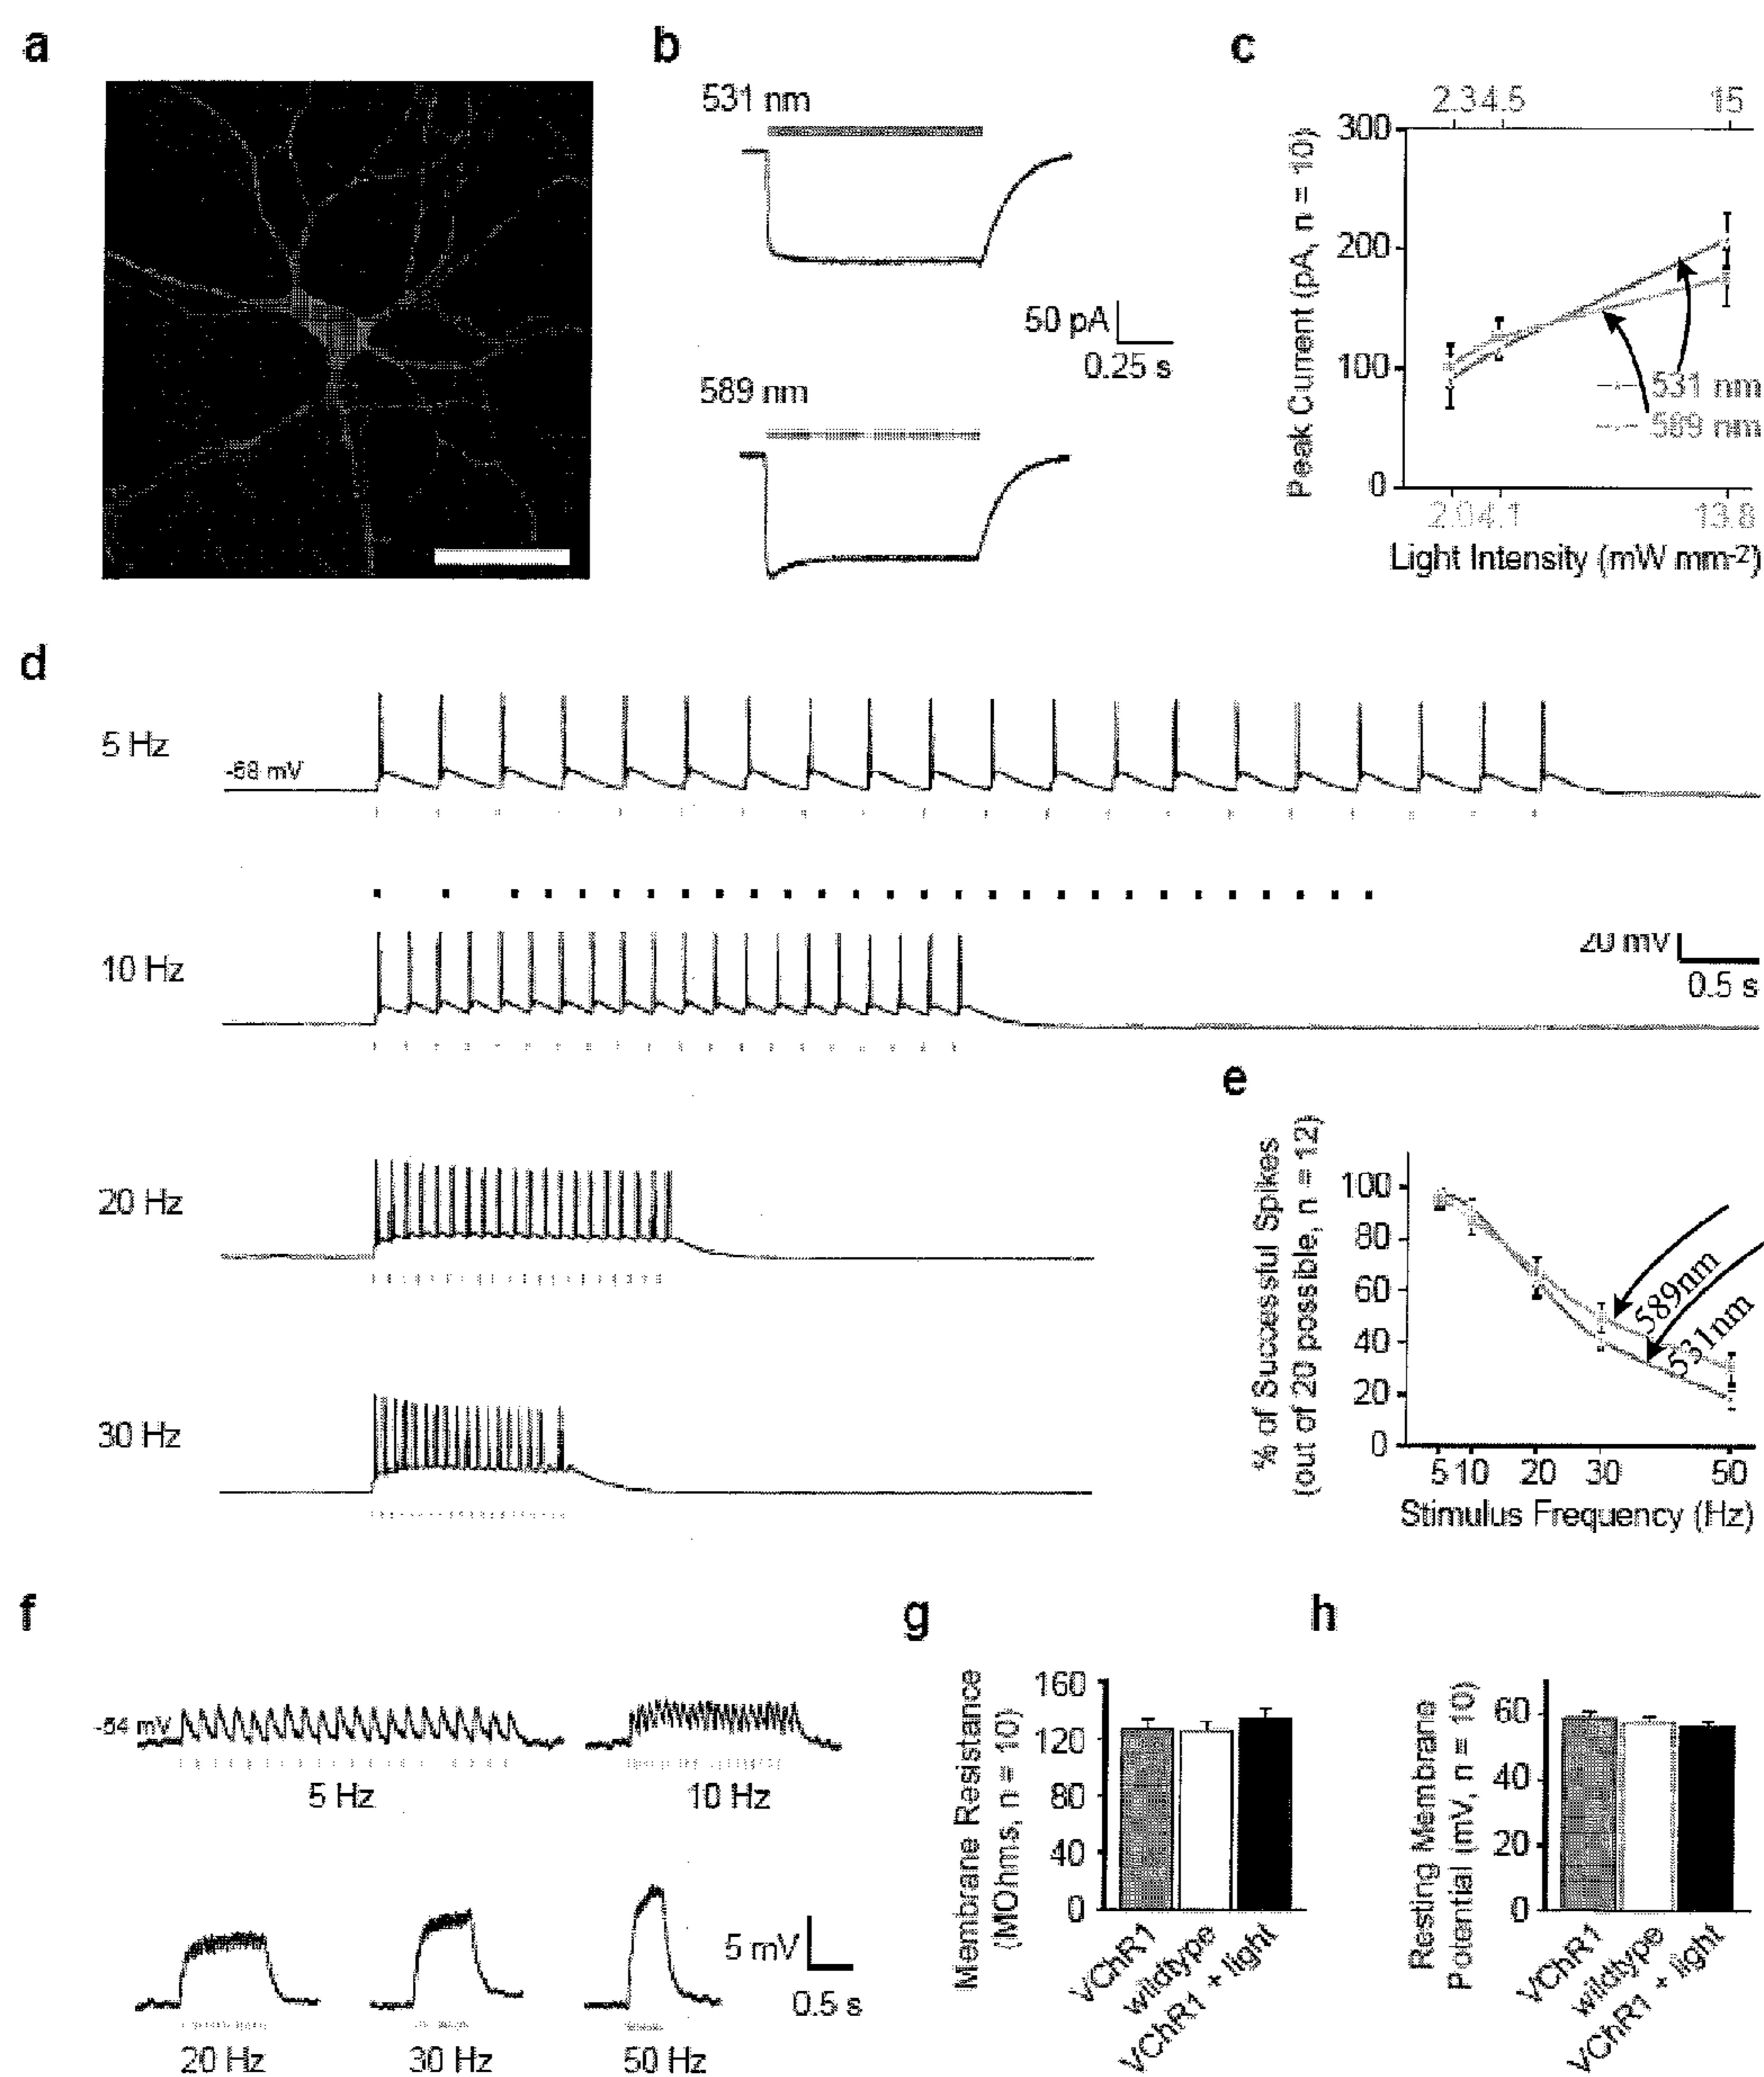 a
b
c
531 nm
50 pA
0.25 s
589 nm
2.3 4.5 15
300
200
100
0
Peak Current (pA, n = 10)
531 nm
589 nm
2.0 4.1 13.8
Light Intensity (mW mm-2)
d
5 Hz
-68 mV
10 Hz
20 mV
0.5 s
20 Hz
30 Hz
e
% of Successful Spikes
(out of 20 possible, n = 12)
100
80
60
40
20
0
589nm
531nm
5 10 20 30 50
Stimulus Frequency (Hz)
f
-64 mV
5 Hz
10 Hz
5 mV
0.5 s
20 Hz
30 Hz
50 Hz
g
Membrane Resistance
(MOhms, n = 10)
160
120
80
40
0
VChR1
wildtype
VChR1 + light
h
Resting Membrane
Potential (mV, n = 10)
60
40
20
0
VChR1
wildtype
VChR1 + light